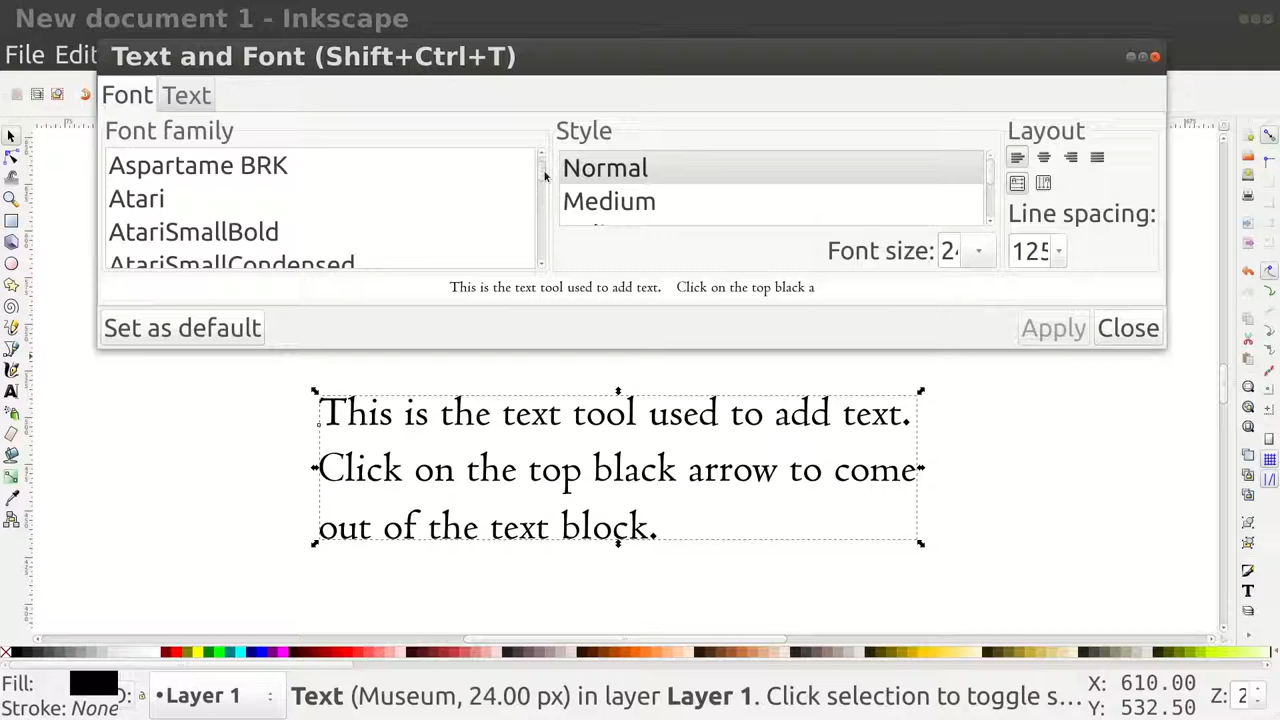 New document 1 - Inkscape
File Edit
Text and Font (Shift+Ctrl+T)
Font Text
Font family
Style
Layout
Aspartame BRK
Atari
AtariSmallBold
AtariSmallCondensed
Normal
Medium
Line spacing:
Font size:
125
This is the text tool used to add text. Click on the top black a
Set as default
Apply
Close
This is the text tool used to add text.
Click on the top black arrow to come
out of the text block.
Fill:
Stroke: None
•Layer 1
Text (Museum, 24.00 px) in layer Layer 1. Click selection to toggle s...
X: 610.00
Y: 532.50
Z: 2